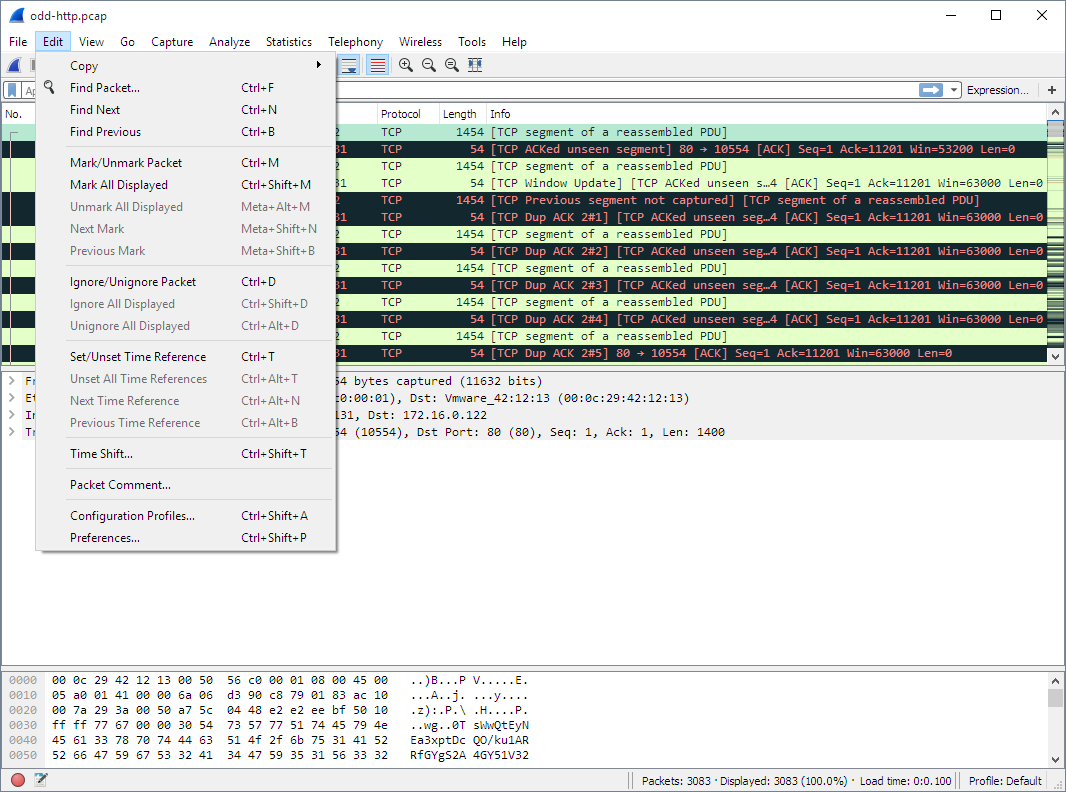 odd-http.pcap
File Edit View Go Capture Analyze Statistics Telephony Wireless Tools Help
Expression... +
No. Protocol Length Info
Copy
Find Packet... Ctrl+F
Find Next Ctrl+N
Find Previous Ctrl+B
Mark/Unmark Packet Ctrl+M
Mark All Displayed Ctrl+Shift+M
Unmark All Displayed Meta+Alt+M
Next Mark Meta+Shift+N
Previous Mark Meta+Shift+B
Ignore/Unignore Packet Ctrl+D
Ignore All Displayed Ctrl+Shift+D
Unignore All Displayed Ctrl+Alt+D
Set/Unset Time Reference Ctrl+T
Unset All Time References Ctrl+Alt+T
Next Time Reference Ctrl+Alt+N
Previous Time Reference Ctrl+Alt+B
Time Shift... Ctrl+Shift+T
Packet Comment...
Configuration Profiles... Ctrl+Shift+A
Preferences... Ctrl+Shift+P
2 TCP 1454 [TCP segment of a reassembled PDU]
31 TCP 54 [TCP ACKed unseen segment] 80 → 10554 [ACK] Seq=1 Ack=11201 Win=53200 Len=0
2 TCP 1454 [TCP segment of a reassembled PDU]
31 TCP 54 [TCP Window Update] [TCP ACKed unseen s…4 [ACK] Seq=1 Ack=11201 Win=63000 Len=0
2 TCP 1454 [TCP Previous segment not captured] [TCP segment of a reassembled PDU]
31 TCP 54 [TCP Dup ACK 2#1] [TCP ACKed unseen seg…4 [ACK] Seq=1 Ack=11201 Win=63000 Len=0
2 TCP 1454 [TCP segment of a reassembled PDU]
31 TCP 54 [TCP Dup ACK 2#2] [TCP ACKed unseen seg…4 [ACK] Seq=1 Ack=11201 Win=63000 Len=0
2 TCP 1454 [TCP segment of a reassembled PDU]
31 TCP 54 [TCP Dup ACK 2#3] [TCP ACKed unseen seg…4 [ACK] Seq=1 Ack=11201 Win=63000 Len=0
2 TCP 1454 [TCP segment of a reassembled PDU]
31 TCP 54 [TCP Dup ACK 2#4] [TCP ACKed unseen seg…4 [ACK] Seq=1 Ack=11201 Win=63000 Len=0
2 TCP 1454 [TCP segment of a reassembled PDU]
31 TCP 54 [TCP Dup ACK 2#5] 80 → 10554 [ACK] Seq=1 Ack=11201 Win=63000 Len=0
54 bytes captured (11632 bits)
:0:00:01), Dst: Vmware_42:12:13 (00:0c:29:42:12:13)
131, Dst: 172.16.0.122
54 (10554), Dst Port: 80 (80), Seq: 1, Ack: 1, Len: 1400
0000 00 0c 29 42 12 13 00 50 56 c0 00 01 08 00 45 00 ..)B...P V.....E.
0010 05 a0 01 41 00 00 6a 06 d3 90 c8 79 01 83 ac 10 ...A..j. ...y....
0020 00 7a 29 3a 00 50 a7 5c 04 48 e2 e2 ee bf 50 10 .z):.P.\ .H....P.
0030 ff ff 77 67 00 00 30 54 73 57 77 51 74 45 79 4e ..wg..0T sWwQtEyN
0040 45 61 33 78 70 74 44 63 51 4f 2f 6b 75 31 41 52 Ea3xptDc QO/ku1AR
0050 52 66 47 59 67 53 32 41 34 47 59 35 31 56 33 32 RfGYgS2A 4GY51V32
Packets: 3083 · Displayed: 3083 (100.0%) · Load time: 0:0.100 Profile: Default